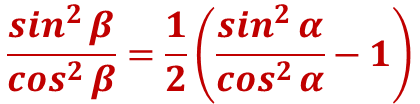 sin² β / cos² β = 1/2 (sin² α / cos² α − 1)